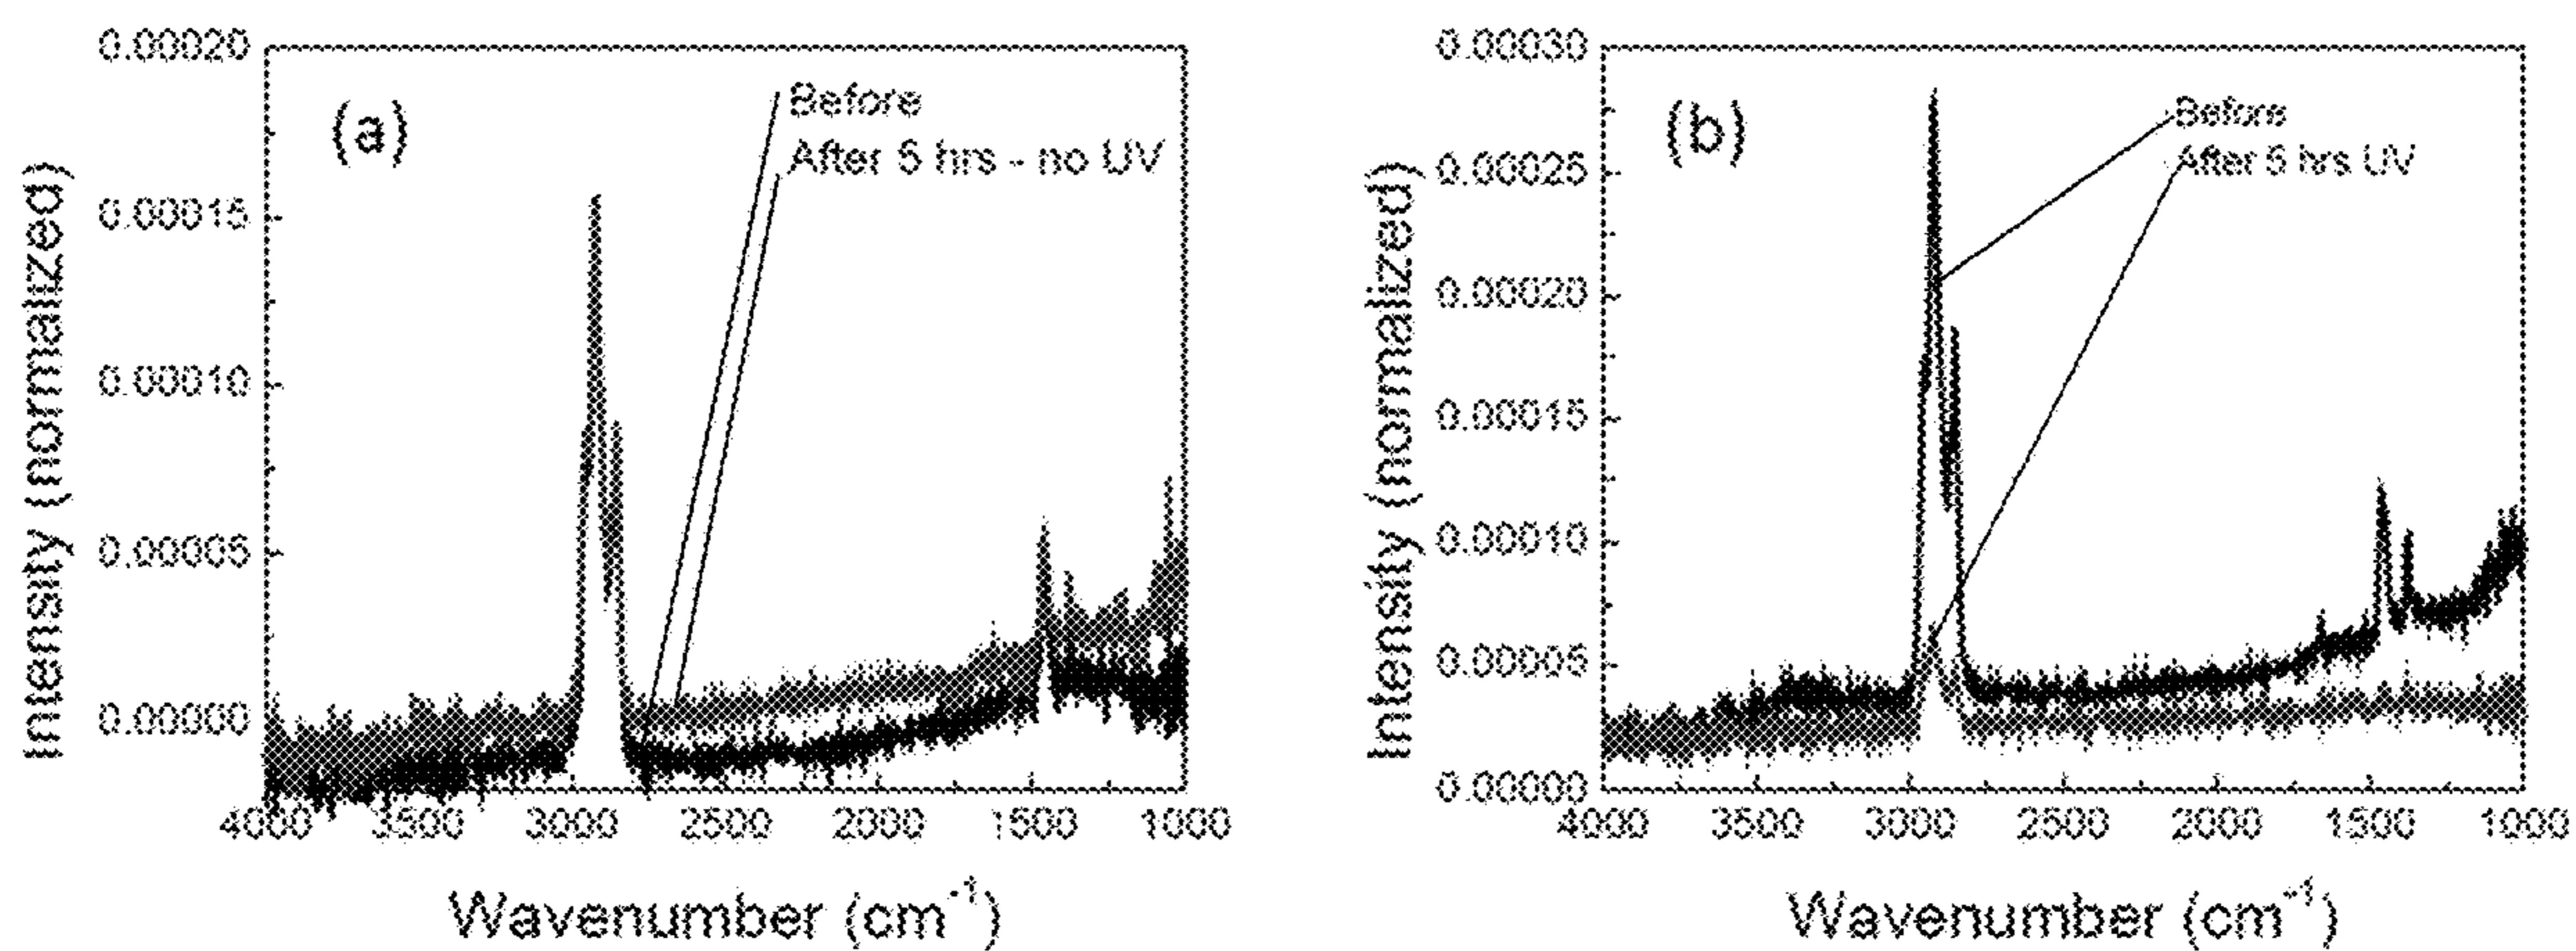 0.00020
0.00015
0.00010
0.00005
0.00000
Intensity (normalized)
(a)
Before
After 5 hrs - no UV
4000 3500 3000 2500 2000 1500 1000
Wavenumber (cm-1)
0.00030
0.00025
0.00020
0.00015
0.00010
0.00005
0.00000
Intensity (normalized)
(b)
Before
After 5 hrs UV
4000 3500 3000 2500 2000 1500 1000
Wavenumber (cm-1)